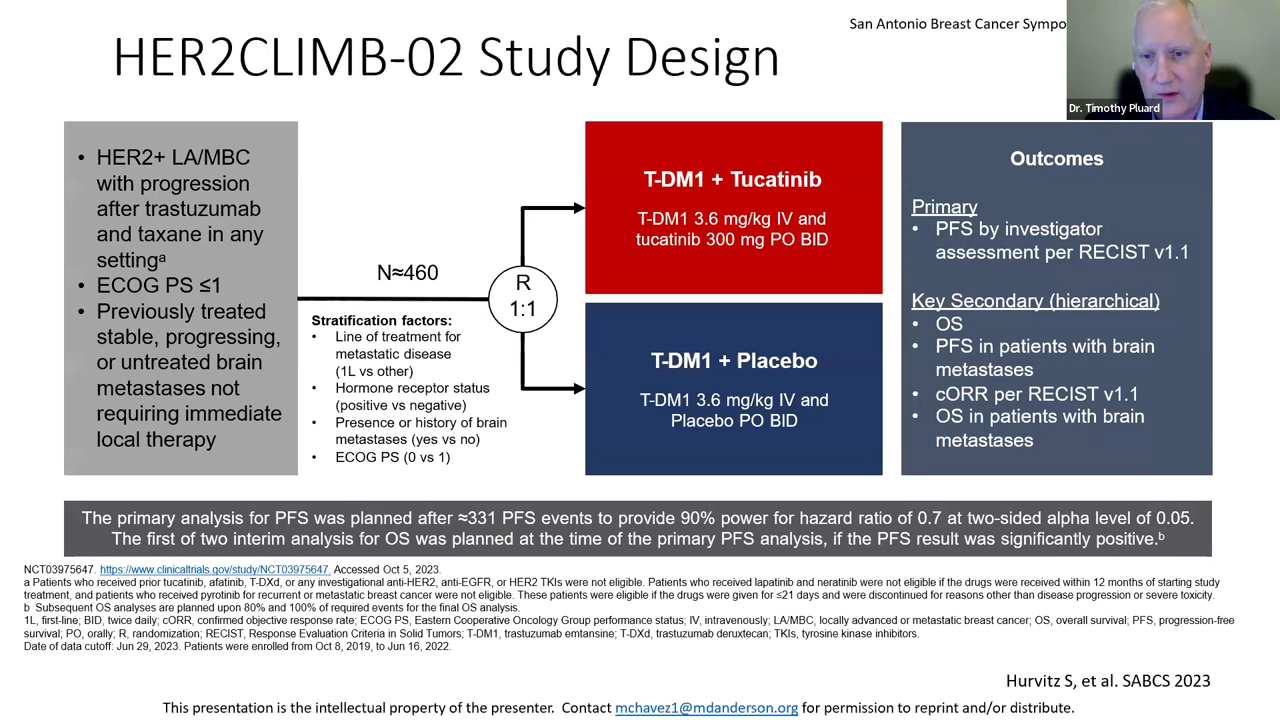 San Antonio Breast Cancer Sympo
HER2CLIMB-02 Study Design
Dr. Timothy Pluard
• HER2+ LA/MBC
with progression
after trastuzumab
and taxane in any
settingᵃ
• ECOG PS ≤1
• Previously treated
stable, progressing,
or untreated brain
metastases not
requiring immediate
local therapy
N≈460
Stratification factors:
• Line of treatment for
metastatic disease
(1L vs other)
• Hormone receptor status
(positive vs negative)
• Presence or history of brain
metastases (yes vs no)
• ECOG PS (0 vs 1)
R
1:1
T-DM1 + Tucatinib
T-DM1 3.6 mg/kg IV and
tucatinib 300 mg PO BID
T-DM1 + Placebo
T-DM1 3.6 mg/kg IV and
Placebo PO BID
Outcomes
Primary
• PFS by investigator
assessment per RECIST v1.1
Key Secondary (hierarchical)
• OS
• PFS in patients with brain
metastases
• cORR per RECIST v1.1
• OS in patients with brain
metastases
The primary analysis for PFS was planned after ≈331 PFS events to provide 90% power for hazard ratio of 0.7 at two-sided alpha level of 0.05.
The first of two interim analysis for OS was planned at the time of the primary PFS analysis, if the PFS result was significantly positive.ᵇ
NCT03975647. https://www.clinicaltrials.gov/study/NCT03975647. Accessed Oct 5, 2023.
a Patients who received prior tucatinib, afatinib, T-DXd, or any investigational anti-HER2, anti-EGFR, or HER2 TKIs were not eligible. Patients who received lapatinib and neratinib were not eligible if the drugs were received within 12 months of starting study
treatment, and patients who received pyrotinib for recurrent or metastatic breast cancer were not eligible. These patients were eligible if the drugs were given for ≤21 days and were discontinued for reasons other than disease progression or severe toxicity.
b Subsequent OS analyses are planned upon 80% and 100% of required events for the final OS analysis.
1L, first-line; BID, twice daily; cORR, confirmed objective response rate; ECOG PS, Eastern Cooperative Oncology Group performance status; IV, intravenously; LA/MBC, locally advanced or metastatic breast cancer; OS, overall survival; PFS, progression-free
survival; PO, orally; R, randomization; RECIST, Response Evaluation Criteria in Solid Tumors; T-DM1, trastuzumab emtansine; T-DXd, trastuzumab deruxtecan; TKIs, tyrosine kinase inhibitors.
Date of data cutoff: Jun 29, 2023. Patients were enrolled from Oct 8, 2019, to Jun 16, 2022.
Hurvitz S, et al. SABCS 2023
This presentation is the intellectual property of the presenter. Contact mchavez1@mdanderson.org for permission to reprint and/or distribute.